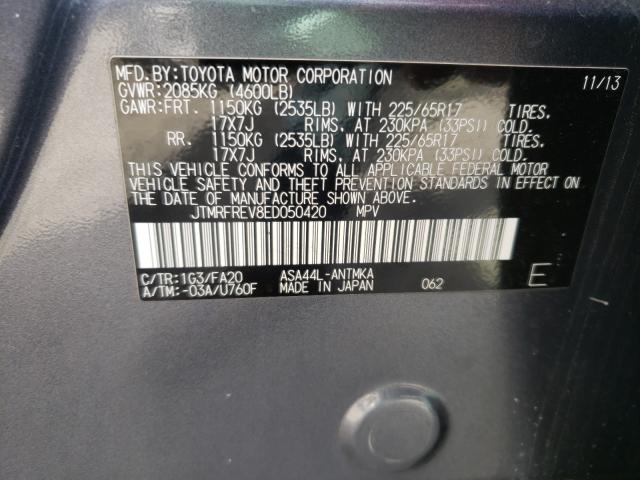 MFD.BY:TOYOTA MOTOR CORPORATION 11/13
GVWR:2085KG (4600LB)
GAWR:FRT. 1150KG (2535LB) WITH 225/65R17 TIRES,
17X7J RIMS, AT 230KPA (33PSI) COLD.
RR. 1150KG (2535LB) WITH 225/65R17 TIRES,
17X7J RIMS, AT 230KPA (33PSI) COLD.
THIS VEHICLE CONFORMS TO ALL APPLICABLE FEDERAL MOTOR
VEHICLE SAFETY AND THEFT PREVENTION STANDARDS IN EFFECT ON
THE DATE OF MANUFACTURE SHOWN ABOVE.
JTMRFREV8ED050420 MPV
C/TR:1G3/FA20 ASA44L-ANTMKA
A/TM:-03A/U760F MADE IN JAPAN 062 E